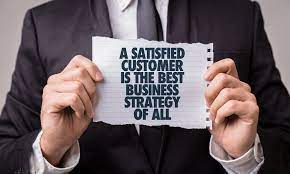 A SATISFIED
CUSTOMER
IS THE BEST
BUSINESS
STRATEGY
OF ALL